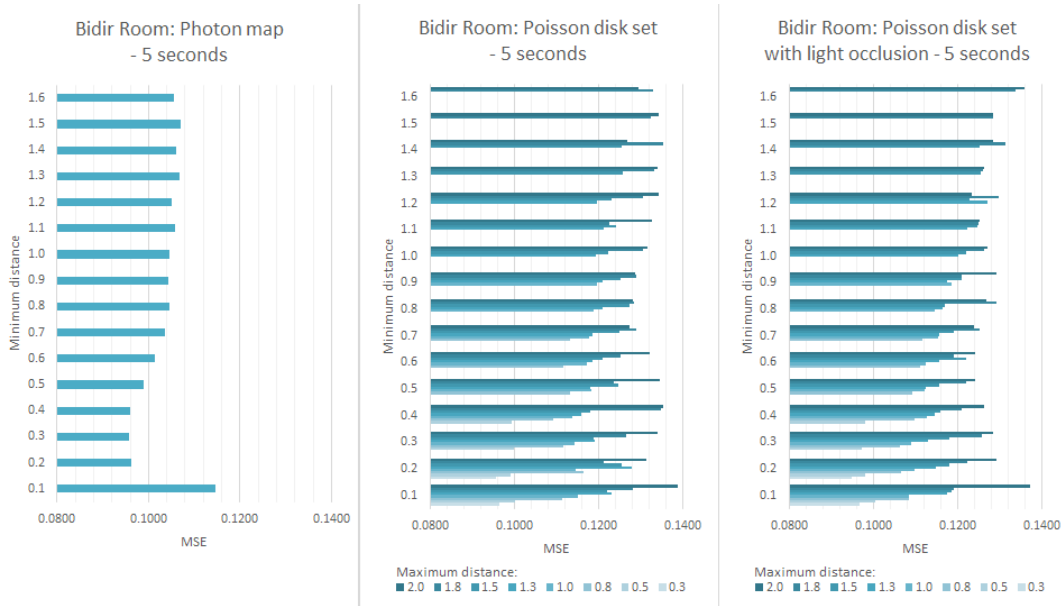 Bidir Room: Photon map
- 5 seconds
Minimum distance
1.6
1.5
1.4
1.3
1.2
1.1
1.0
0.9
0.8
0.7
0.6
0.5
0.4
0.3
0.2
0.1
0.0800 0.1000 0.1200 0.1400
MSE
Bidir Room: Poisson disk set
- 5 seconds
Minimum distance
1.6
1.5
1.4
1.3
1.2
1.1
1.0
0.9
0.8
0.7
0.6
0.5
0.4
0.3
0.2
0.1
0.0800 0.1000 0.1200 0.1400
MSE
Maximum distance:
2.0 1.8 1.5 1.3 1.0 0.8 0.5 0.3
Bidir Room: Poisson disk set
with light occlusion - 5 seconds
Minimum distance
1.6
1.5
1.4
1.3
1.2
1.1
1.0
0.9
0.8
0.7
0.6
0.5
0.4
0.3
0.2
0.1
0.0800 0.1000 0.1200 0.1400
MSE
Maximum distance:
2.0 1.8 1.5 1.3 1.0 0.8 0.5 0.3